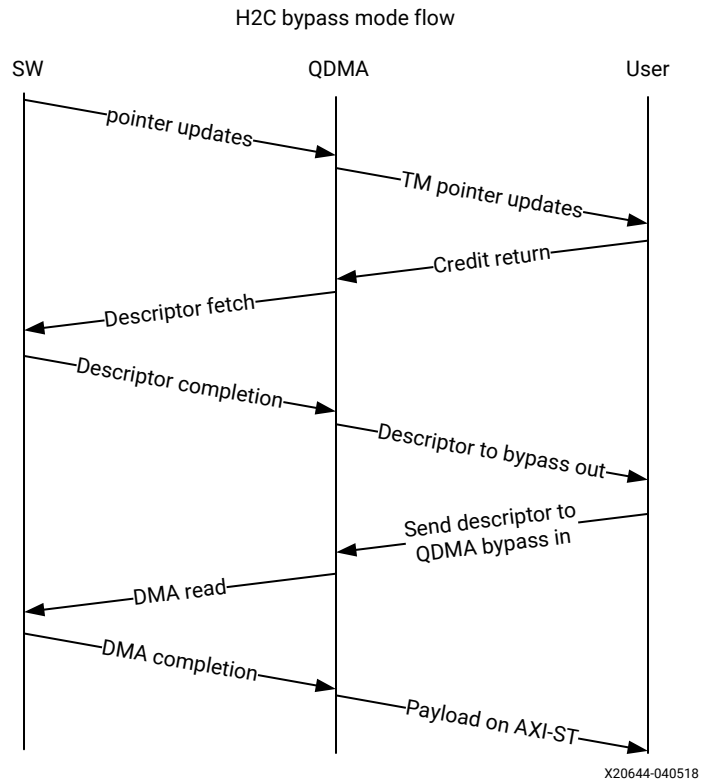 H2C bypass mode flow
SW
QDMA
User
pointer updates
TM pointer updates
Credit return
Descriptor fetch
Descriptor completion
Descriptor to bypass out
Send descriptor to
QDMA bypass in
DMA read
DMA completion
Payload on AXI-ST
X20644-040518